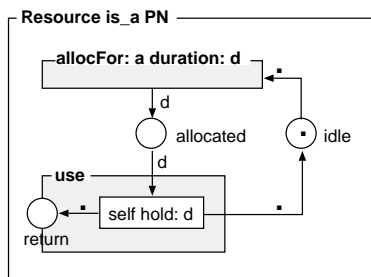 Resource is_a PN
allocFor: a duration: d
d
allocated
idle
d
use
self hold: d
return